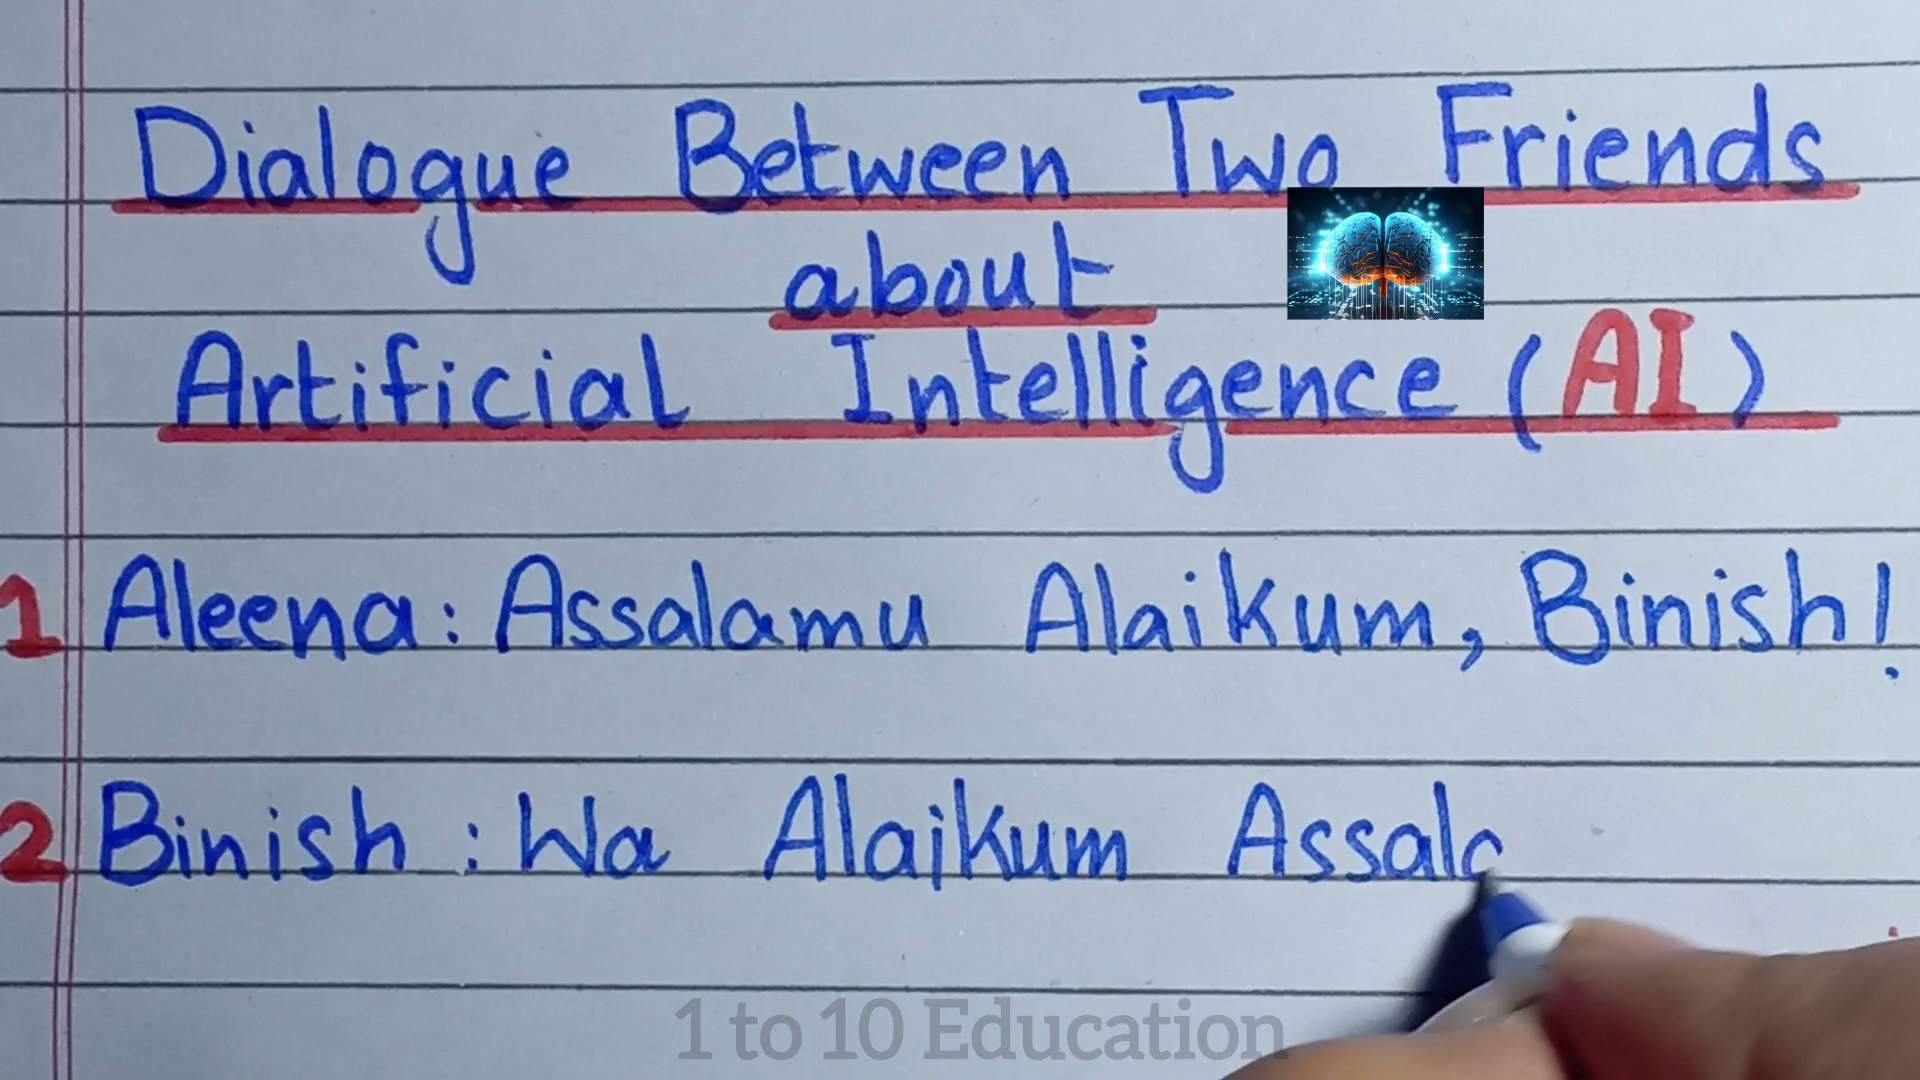 Dialogue Between Two Friends
about
Artificial Intelligence (AI)
1 Aleena: Assalamu Alaikum, Binish!
2 Binish: Wa Alaikum Assala
1 to 10 Education